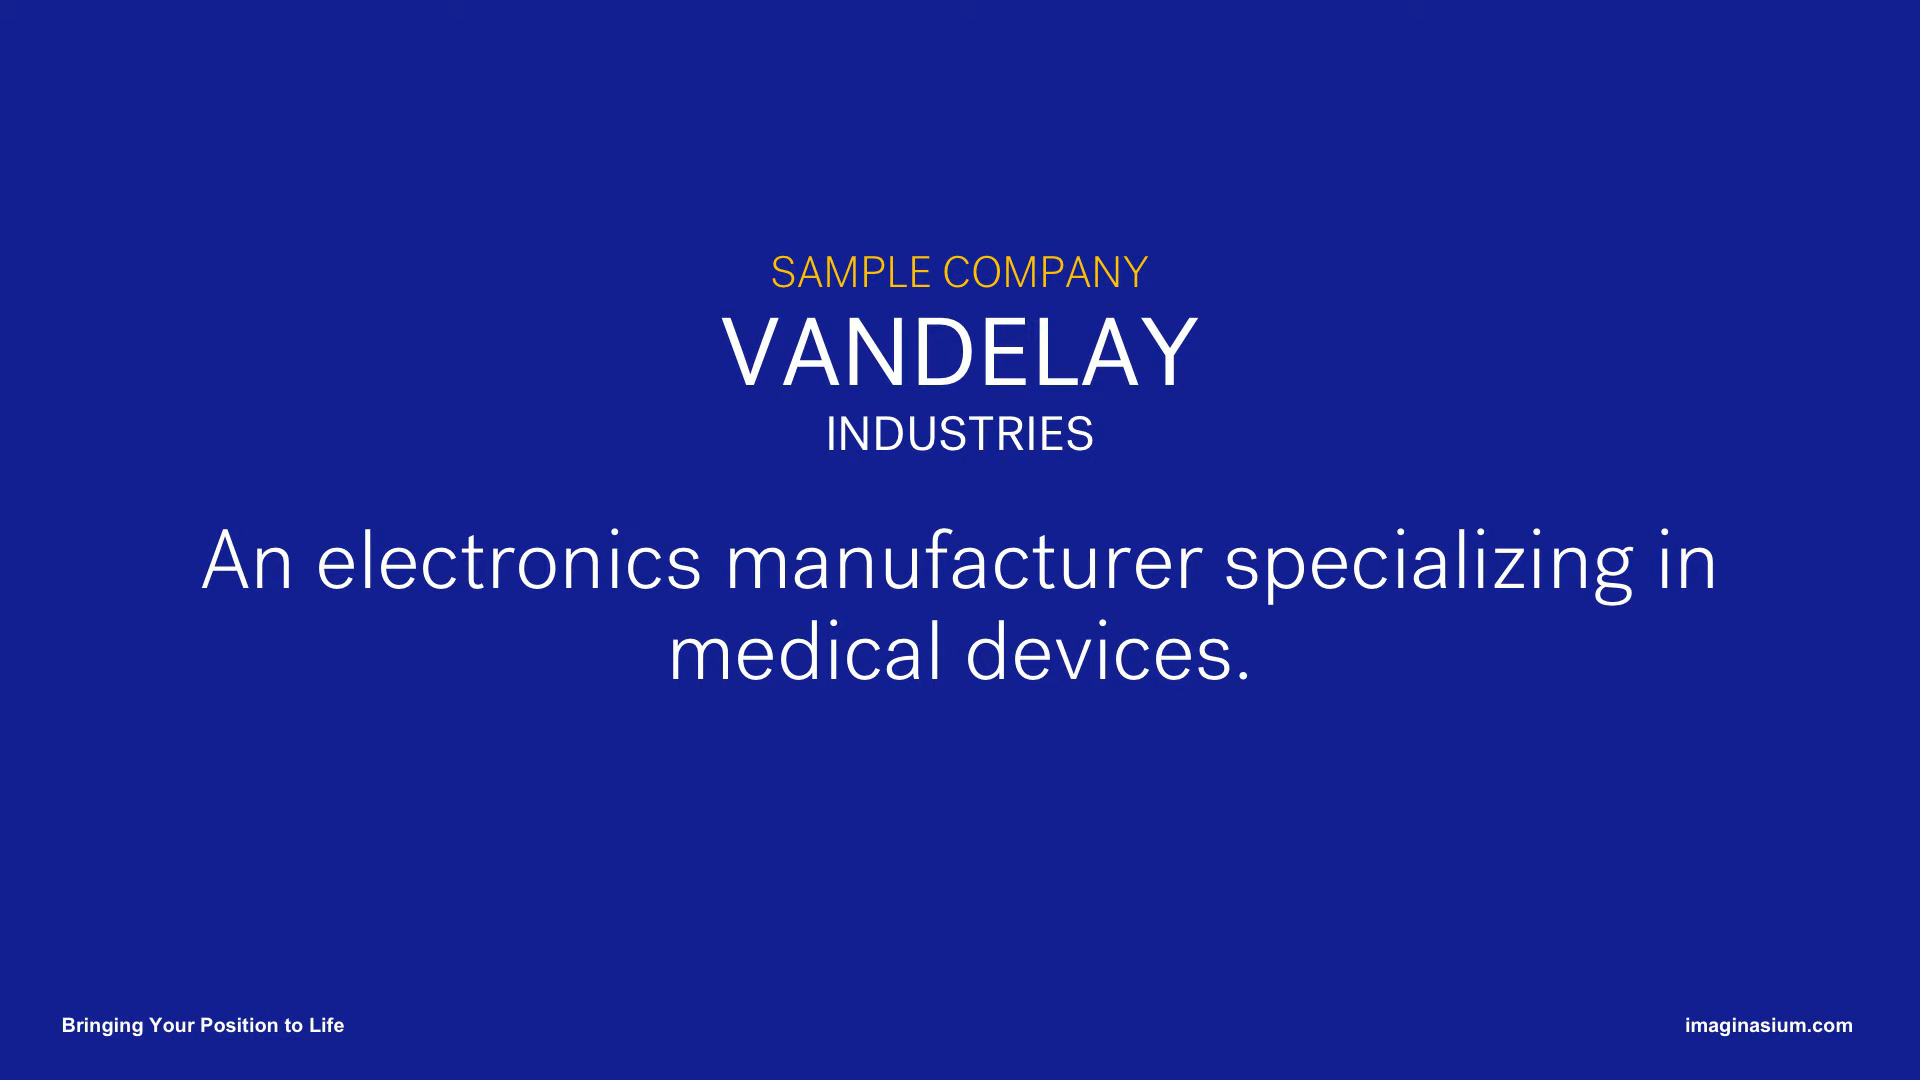 SAMPLE COMPANY
VANDELAY
INDUSTRIES
An electronics manufacturer specializing in
medical devices.
Bringing Your Position to Life
imaginasium.com